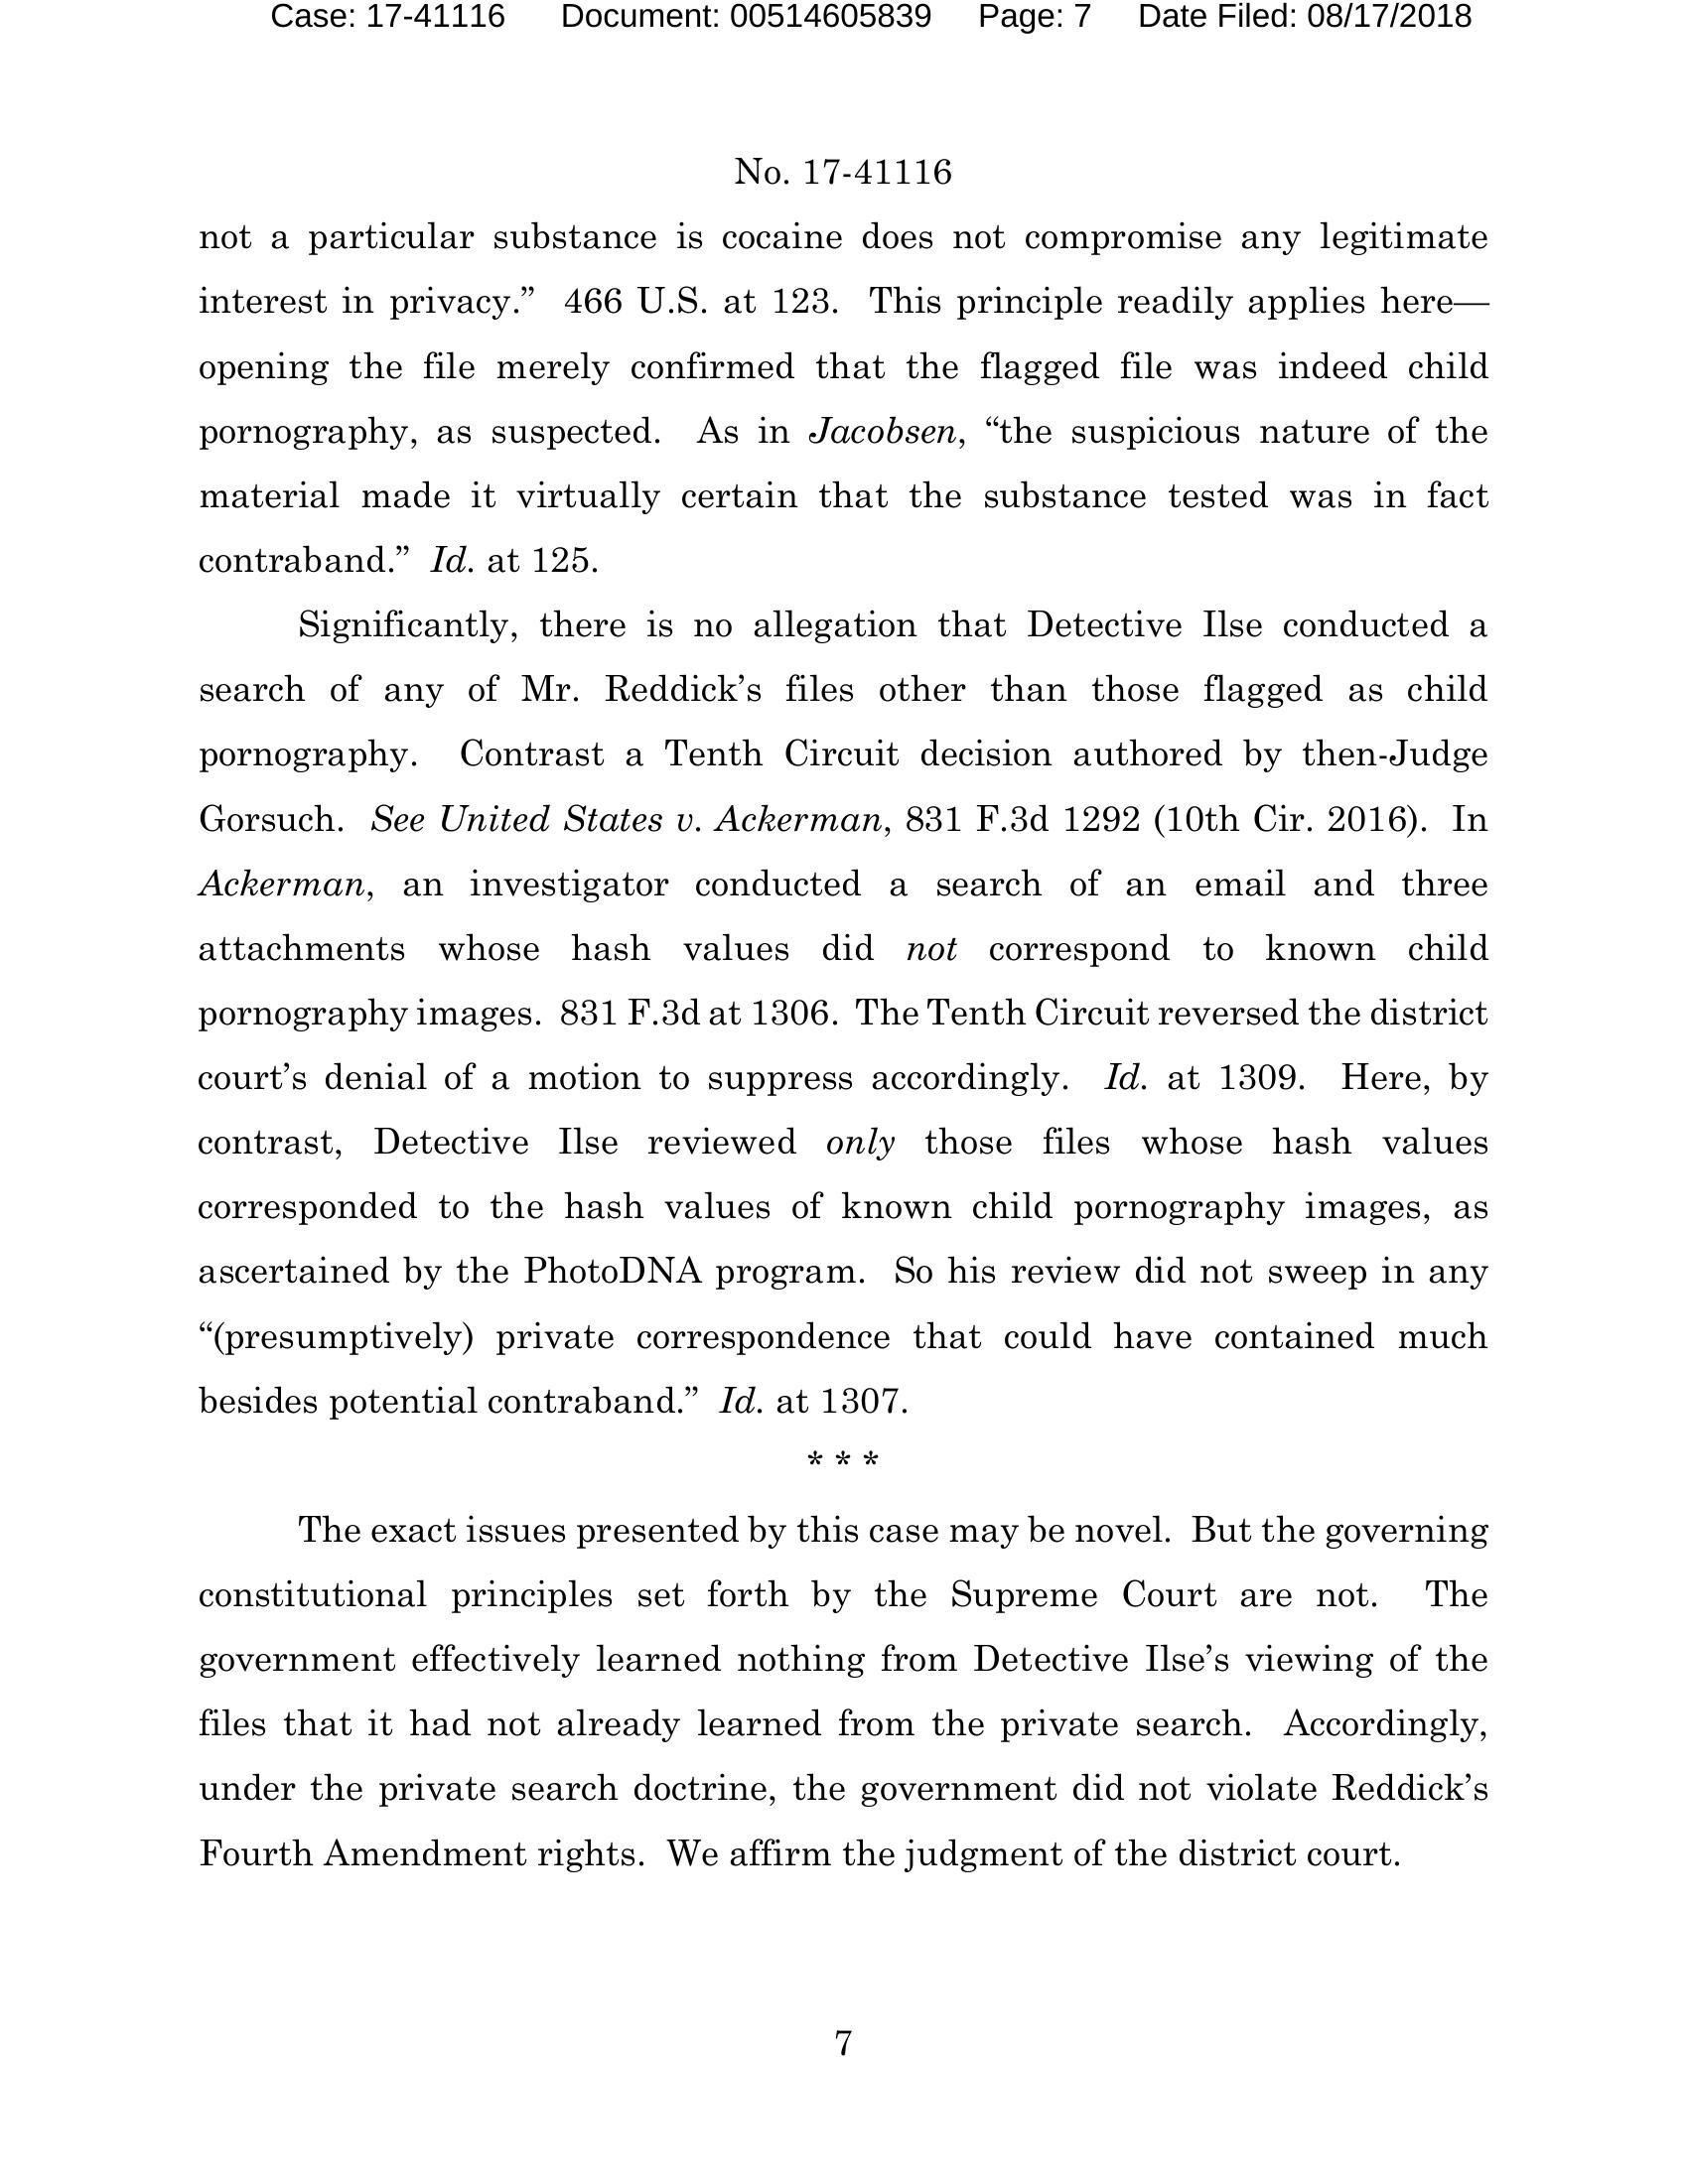 Case: 17-41116 Document: 00514605839 Page: 7 Date Filed: 08/17/2018
No. 17-41116
not a particular substance is cocaine does not compromise any legitimate
interest in privacy.” 466 U.S. at 123. This principle readily applies here—
opening the file merely confirmed that the flagged file was indeed child
pornography, as suspected. As in Jacobsen, “the suspicious nature of the
material made it virtually certain that the substance tested was in fact
contraband.” Id. at 125.
Significantly, there is no allegation that Detective Ilse conducted a
search of any of Mr. Reddick’s files other than those flagged as child
pornography. Contrast a Tenth Circuit decision authored by then-Judge
Gorsuch. See United States v. Ackerman, 831 F.3d 1292 (10th Cir. 2016). In
Ackerman, an investigator conducted a search of an email and three
attachments whose hash values did not correspond to known child
pornography images. 831 F.3d at 1306. The Tenth Circuit reversed the district
court’s denial of a motion to suppress accordingly. Id. at 1309. Here, by
contrast, Detective Ilse reviewed only those files whose hash values
corresponded to the hash values of known child pornography images, as
ascertained by the PhotoDNA program. So his review did not sweep in any
“(presumptively) private correspondence that could have contained much
besides potential contraband.” Id. at 1307.
* * *
The exact issues presented by this case may be novel. But the governing
constitutional principles set forth by the Supreme Court are not. The
government effectively learned nothing from Detective Ilse’s viewing of the
files that it had not already learned from the private search. Accordingly,
under the private search doctrine, the government did not violate Reddick’s
Fourth Amendment rights. We affirm the judgment of the district court.
7